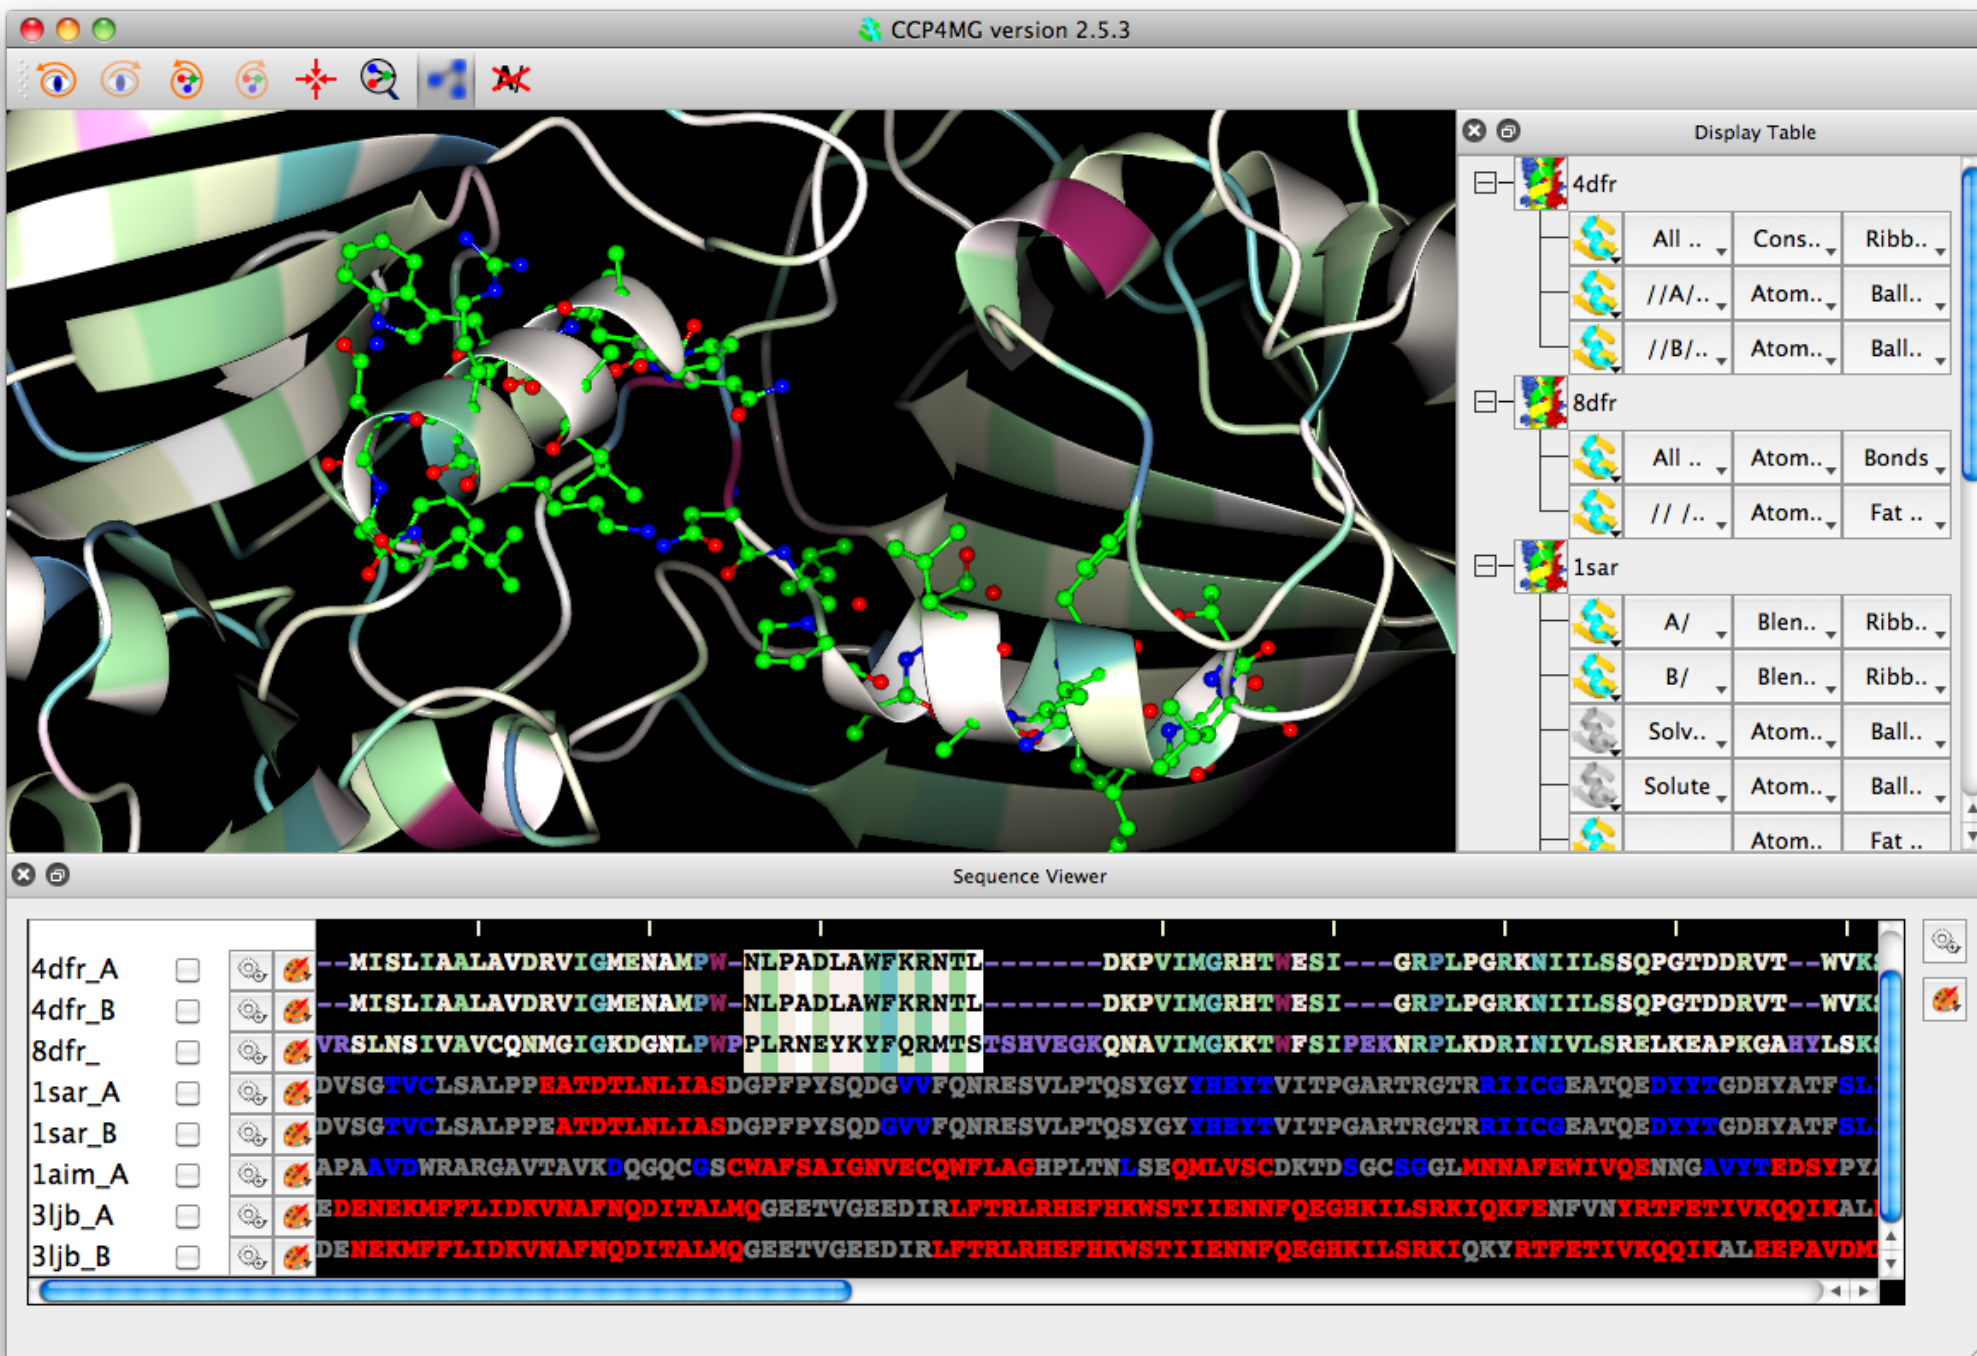 CCP4MG version 2.5.3
Display Table
4dfr
All .. Cons.. Ribb..
//A/.. Atom.. Ball..
//B/.. Atom.. Ball..
8dfr
All .. Atom.. Bonds
// /.. Atom.. Fat ..
1sar
A/ Blen.. Ribb..
B/ Blen.. Ribb..
Solv.. Atom.. Ball..
Solute Atom.. Ball..
Atom.. Fat ..
Sequence Viewer
4dfr_A --MISLIAALAVDRVIGMENAMPW-NLPADLAWFKRNTL-------DKPVIMGRHTWESI---GRPLPGRKNIILSSQPGTDDRVT--WVKS
4dfr_B --MISLIAALAVDRVIGMENAMPW-NLPADLAWFKRNTL-------DKPVIMGRHTWESI---GRPLPGRKNIILSSQPGTDDRVT--WVKS
8dfr_ VRSLNSIVAVCQNMGIGKDGNLPWPPLRNEYKYFQRMTSTSHVEGKQNAVIMGKKTWFSIPEKNRPLKDRINIVLSRELKEAPKGAHYLSKS
1sar_A DVSGTVCLSALPPEATDTLNLIASDGPFPYSQDGVVFQNRESVLPTQSYGYYHEYTVITPGARTRGTRRIICGEATQEDYYTGDHYATFSL
1sar_B DVSGTVCLSALPPEATDTLNLIASDGPFPYSQDGVVFQNRESVLPTQSYGYYHEYTVITPGARTRGTRRIICGEATQEDYYTGDHYATFSL
1aim_A APAAVDWRARGAVTAVKDQGQCGSCWAFSAIGNVECQWFLAGHPLTNLSEQMLVSCDKTDSGCSGGLMNNAFEWIVQENNGAVYTEDSYPY
3ljb_A EDENEKMFFLIDKVNAFNQDITALMQGEETVGEEDIRLFTRLRHEFHKWSTIIENNFQEGHKILSRKIQKFENFVNYRTFETIVKQQIKAL
3ljb_B DENEKMFFLIDKVNAFNQDITALMQGEETVGEEDIRLFTRLRHEFHKWSTIIENNFQEGHKILSRKIQKYRTFETIVKQQIKALEEPAVDM